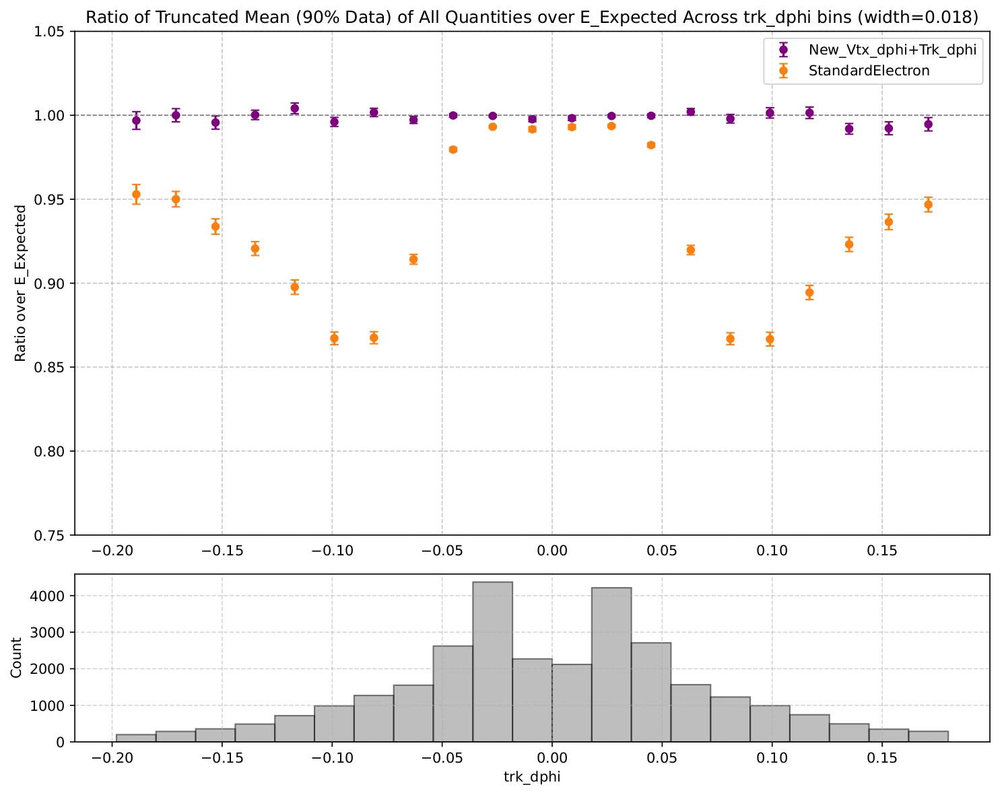 Ratio of Truncated Mean (90% Data) of All Quantities over E_Expected Across trk_dphi bins (width=0.018)
New_Vtx_dphi+Trk_dphi
StandardElectron
Ratio over E_Expected
1.05
1.00
0.95
0.90
0.85
0.80
0.75
−0.20 −0.15 −0.10 −0.05 0.00 0.05 0.10 0.15
Count
4000
3000
2000
1000
0
−0.20 −0.15 −0.10 −0.05 0.00 0.05 0.10 0.15
trk_dphi